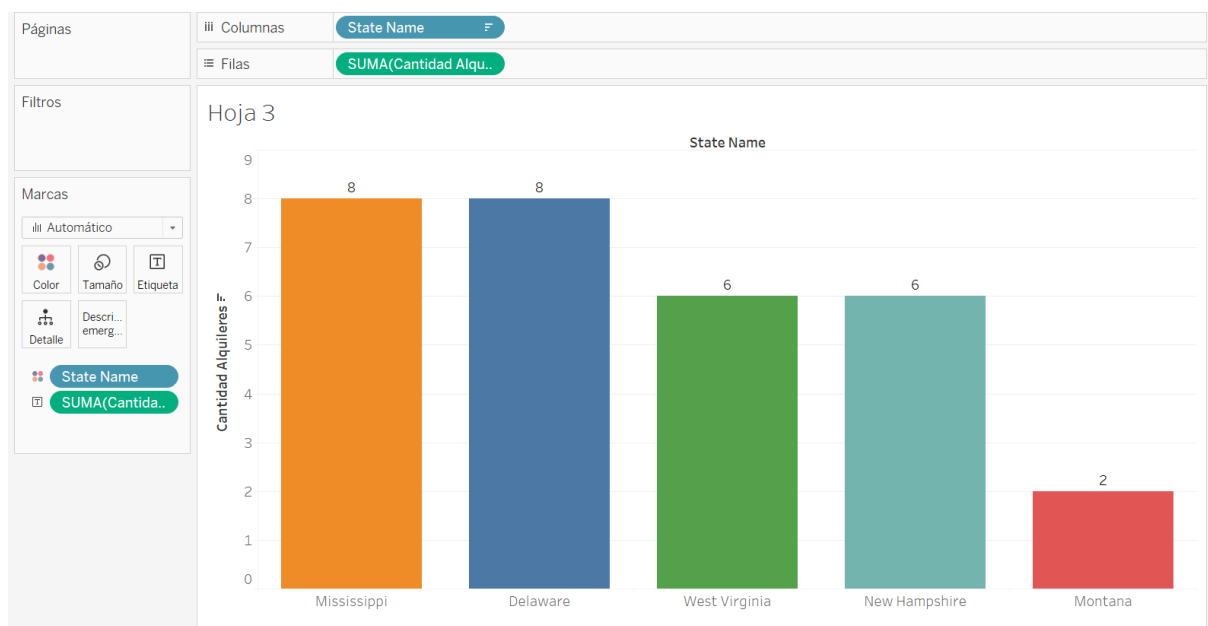 Páginas
Columnas
State Name
Filas
SUMA(Cantidad Alqu..
Filtros
Marcas
Automático
Color
Tamaño
Etiqueta
Detalle
Descri...
emerg...
State Name
SUMA(Cantida..
Hoja 3
State Name
Cantidad Alquileres
9
8
7
6
5
4
3
2
1
0
8
8
6
6
2
Mississippi
Delaware
West Virginia
New Hampshire
Montana